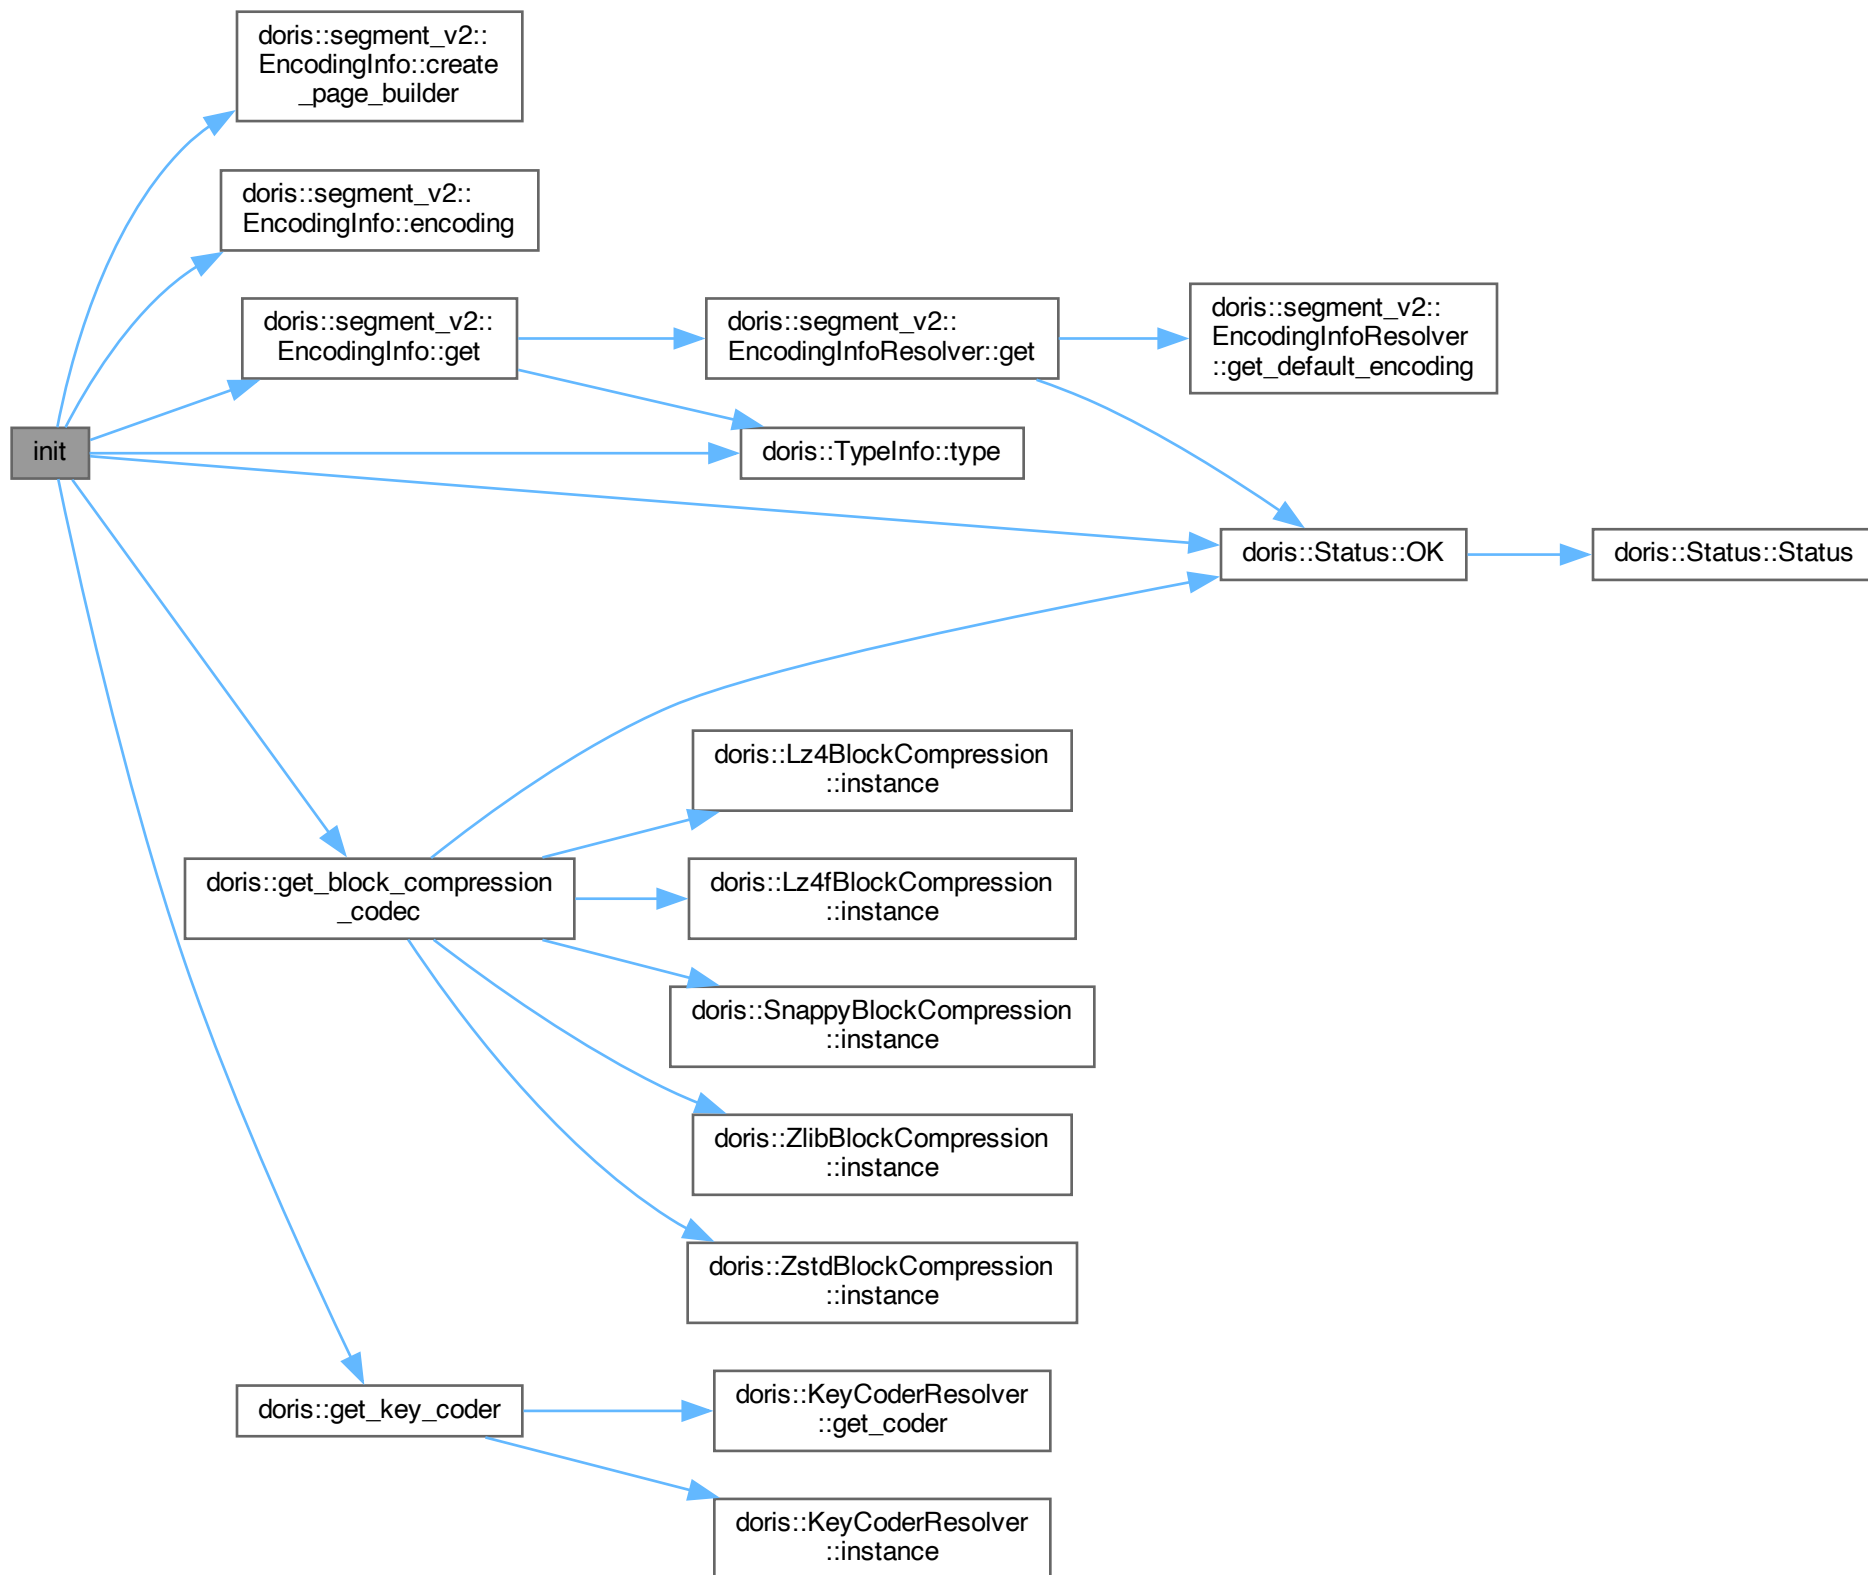 doris::segment_v2::
EncodingInfo::create
_page_builder
doris::segment_v2::
EncodingInfo::encoding
doris::segment_v2::
EncodingInfo::get
doris::segment_v2::
EncodingInfoResolver::get
doris::segment_v2::
EncodingInfoResolver
::get_default_encoding
init
doris::TypeInfo::type
doris::Status::OK
doris::Status::Status
doris::Lz4BlockCompression
::instance
doris::get_block_compression
_codec
doris::Lz4fBlockCompression
::instance
doris::SnappyBlockCompression
::instance
doris::ZlibBlockCompression
::instance
doris::ZstdBlockCompression
::instance
doris::get_key_coder
doris::KeyCoderResolver
::get_coder
doris::KeyCoderResolver
::instance